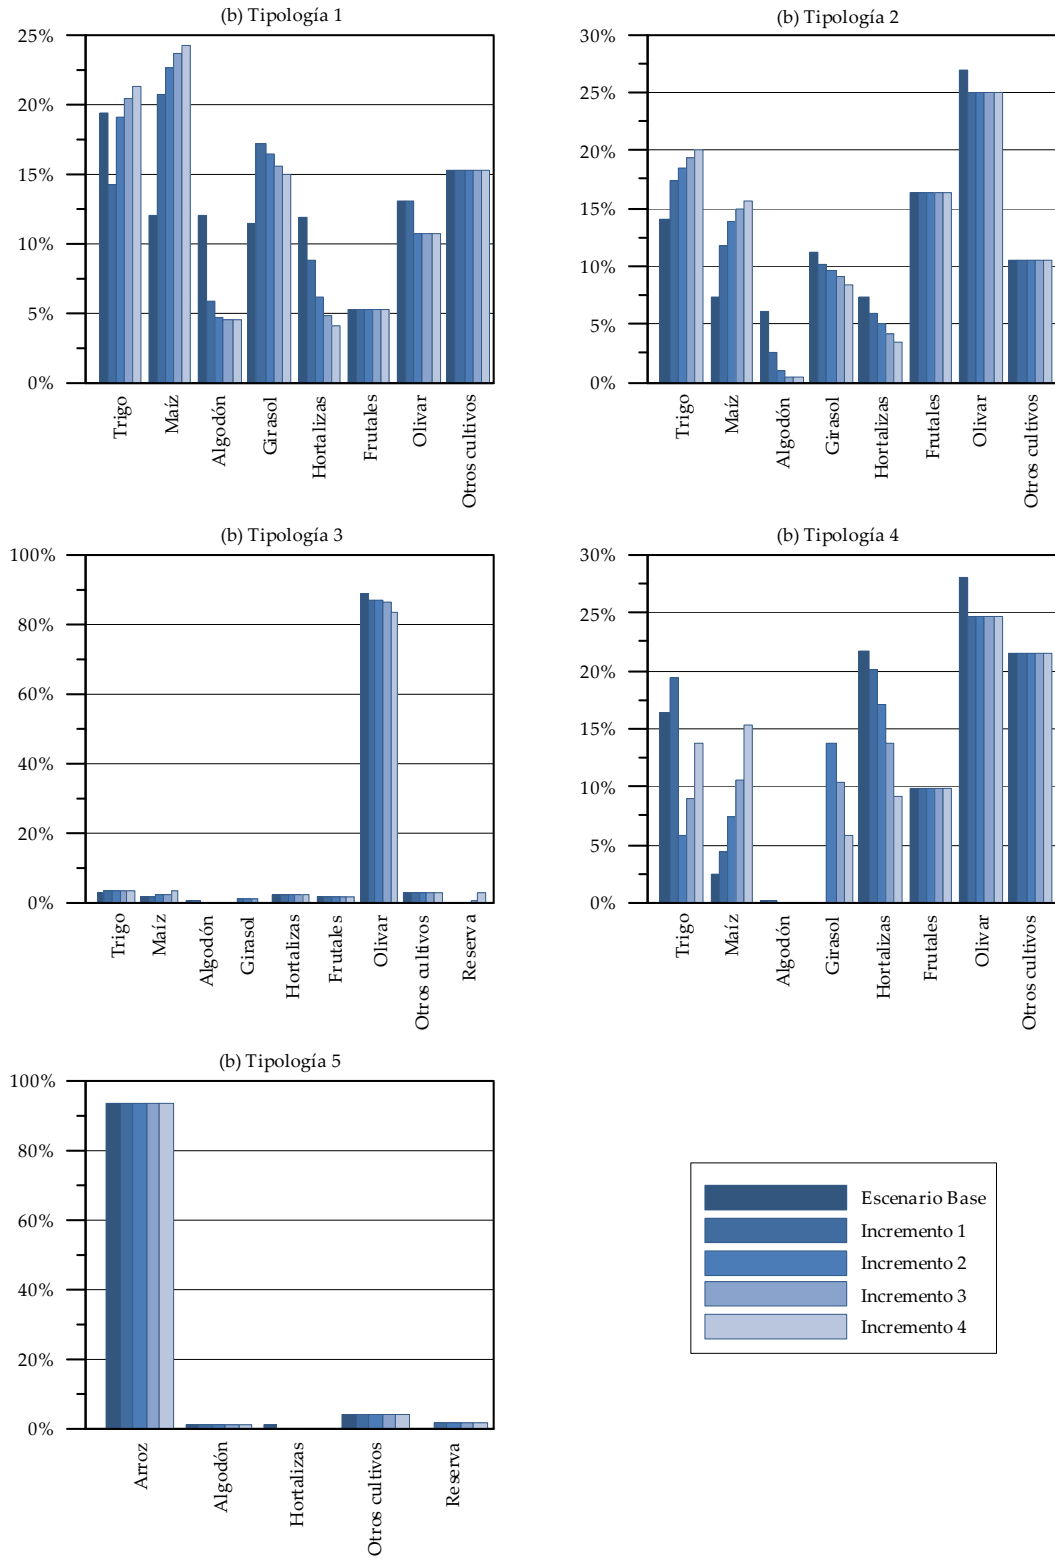 (b) Tipología 1
25%
20%
15%
10%
5%
0%
Trigo
Maíz
Algodón
Girasol
Hortalizas
Frutales
Olivar
Otros cultivos
(b) Tipología 2
30%
25%
20%
15%
10%
5%
0%
Trigo
Maíz
Algodón
Girasol
Hortalizas
Frutales
Olivar
Otros cultivos
(b) Tipología 3
100%
80%
60%
40%
20%
0%
Trigo
Maíz
Algodón
Girasol
Hortalizas
Frutales
Olivar
Otros cultivos
Reserva
(b) Tipología 4
30%
25%
20%
15%
10%
5%
0%
Trigo
Maíz
Algodón
Girasol
Hortalizas
Frutales
Olivar
Otros cultivos
(b) Tipología 5
100%
80%
60%
40%
20%
0%
Arroz
Algodón
Hortalizas
Otros cultivos
Reserva
Escenario Base
Incremento 1
Incremento 2
Incremento 3
Incremento 4